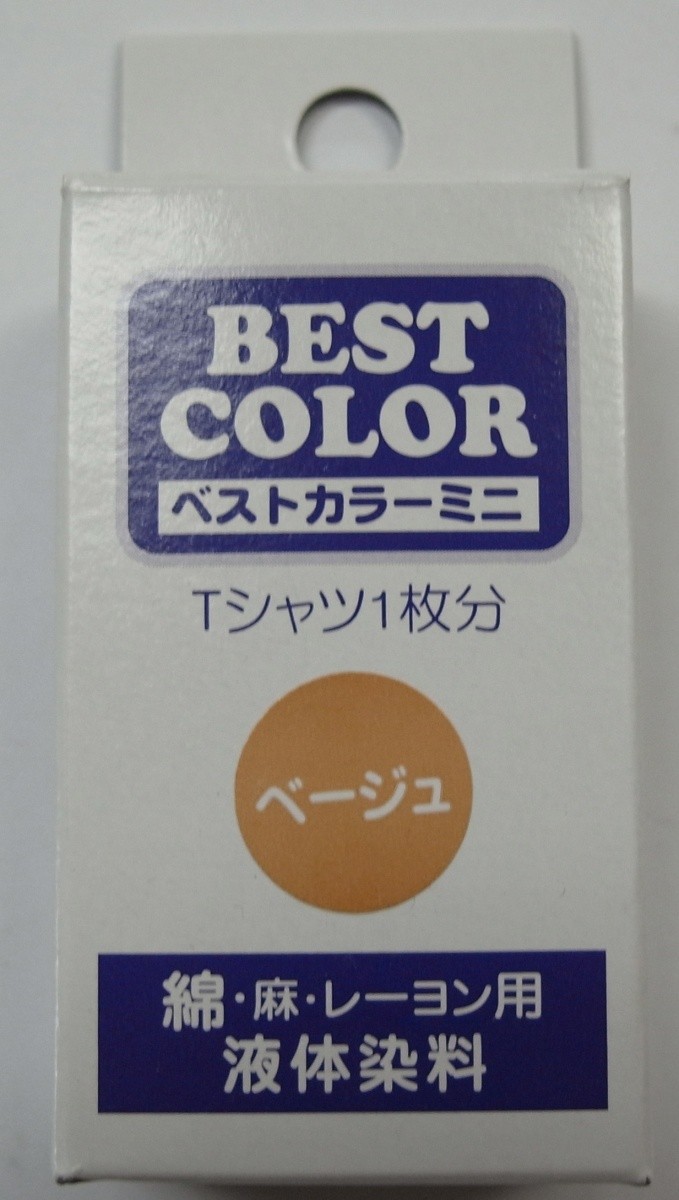 BEST
COLOR
ベストカラーミニ
Tシャツ1枚分
ベージュ
綿・麻・レーヨン用
液体染料